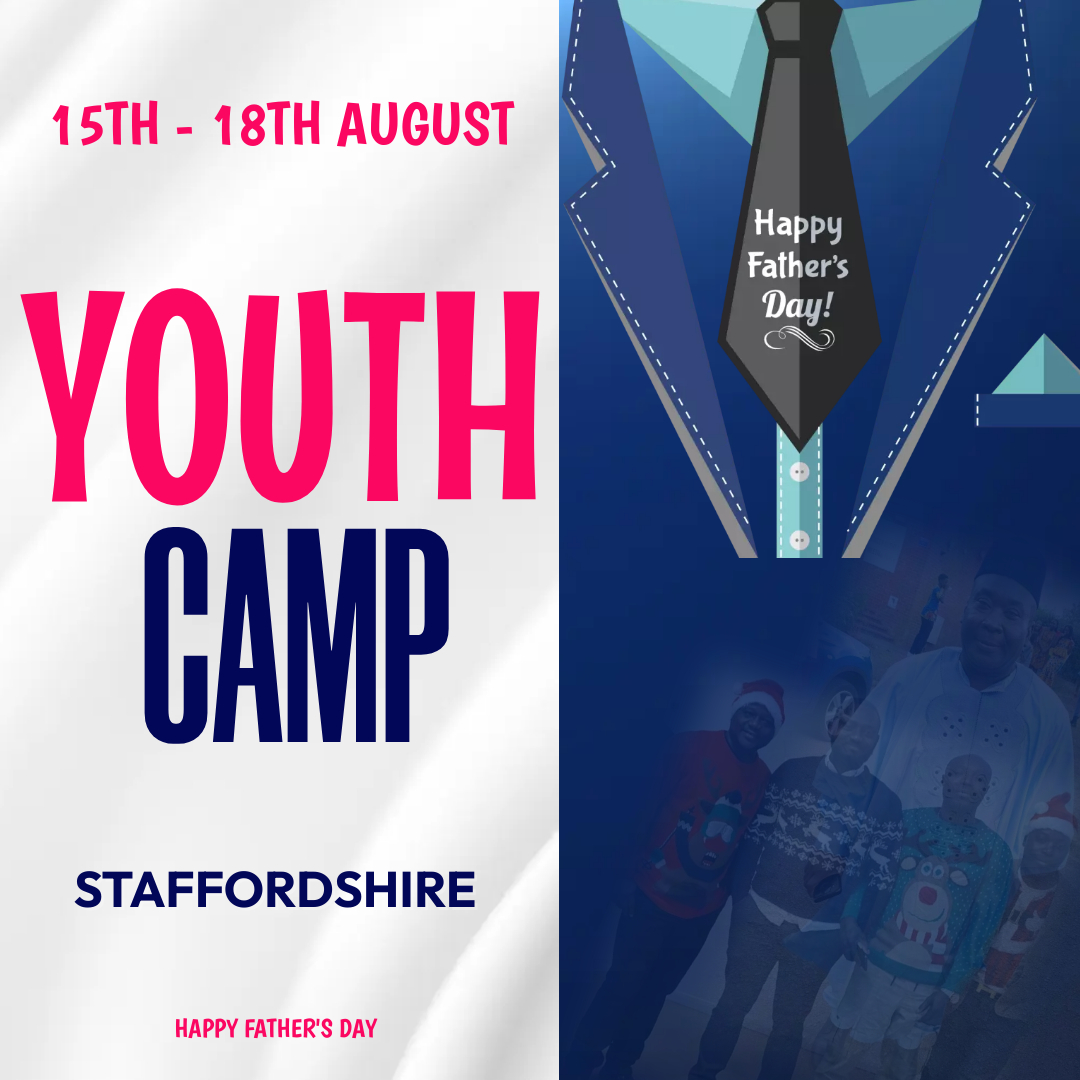 15TH - 18TH AUGUST
YOUTH
CAMP
STAFFORDSHIRE
HAPPY FATHER'S DAY
Happy
Father's
Day!